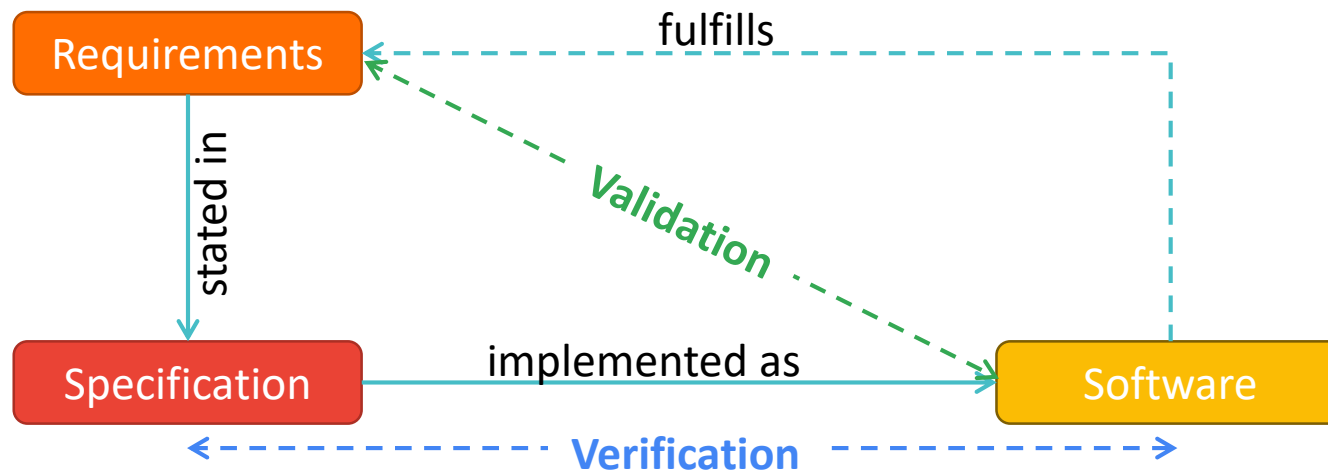 Requirements
fulfills
stated in
Validation
Specification
implemented as
Software
Verification